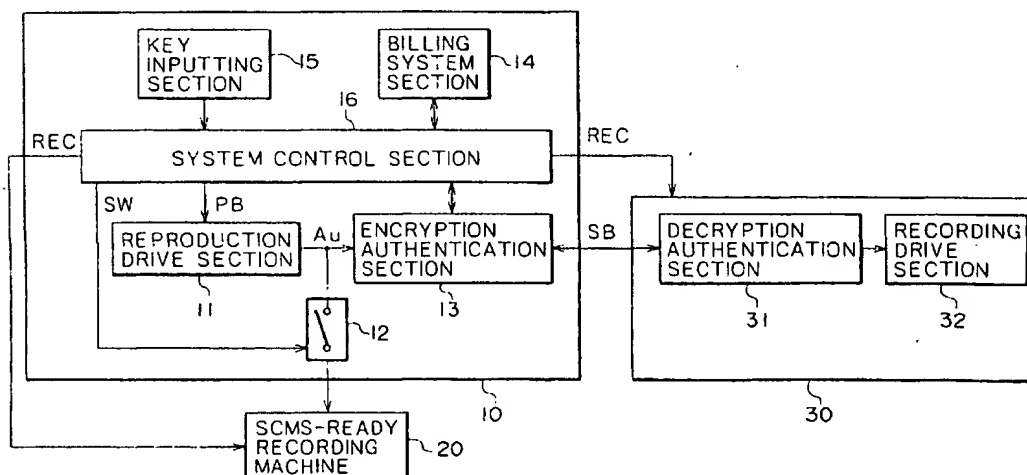 KEY
INPUTTING
SECTION
15
BILLING
SYSTEM
SECTION
14
16
REC
SYSTEM CONTROL SECTION
REC
SW
PB
REPRODUCTION
DRIVE SECTION
11
Au
ENCRYPTION
AUTHENTICATION
SECTION
13
SB
DECRYPTION
AUTHENTICATION
SECTION
31
RECORDING
DRIVE
SECTION
32
12
10
30
SCMS-READY
RECORDING
MACHINE
20